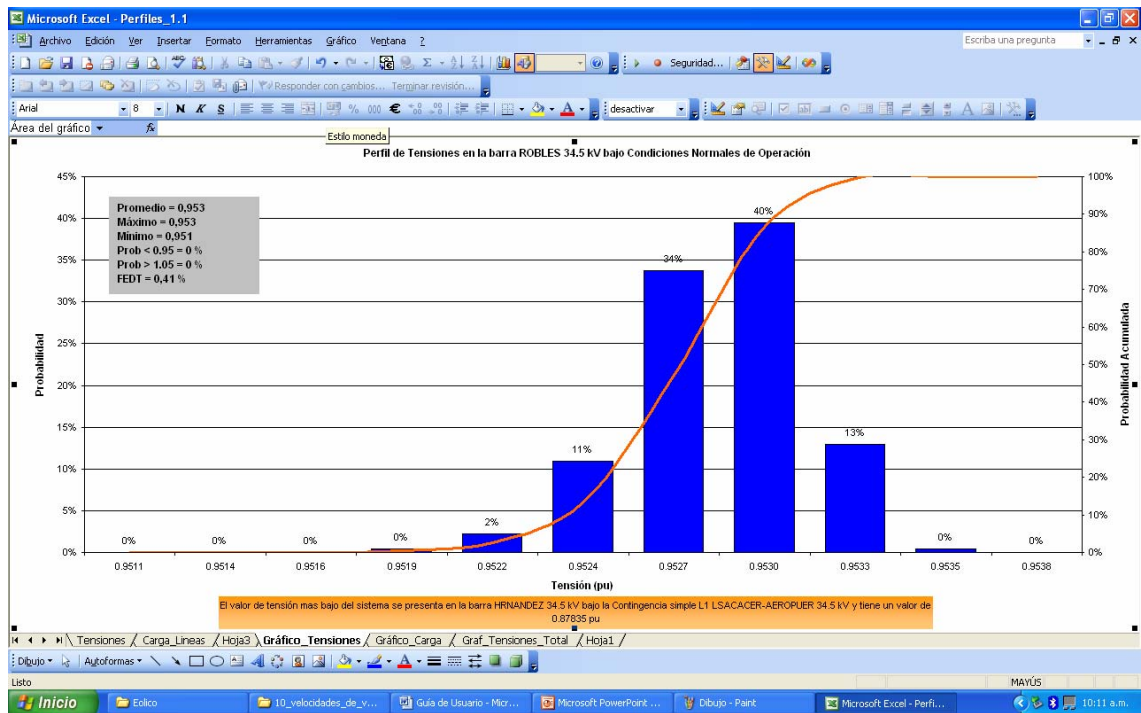 Microsoft Excel - Perfiles_1.1
Archivo Edición Ver Insertar Formato Herramientas Gráfico Ventana ?
Escriba una pregunta
Seguridad...
Responder con cambios... Terminar revisión...
Arial 8 N K S % 000 € desactivar
Área del gráfico fx
Estilo moneda
Perfil de Tensiones en la barra ROBLES 34.5 kV bajo Condiciones Normales de Operación
Promedio = 0,953
Máximo = 0,953
Mínimo = 0,951
Prob < 0.95 = 0 %
Prob > 1.05 = 0 %
FEDT = 0,41 %
Probabilidad
45%
40%
35%
30%
25%
20%
15%
10%
5%
0%
0% 0% 0% 0% 2% 11% 34% 40% 13% 0% 0%
0.9511 0.9514 0.9516 0.9519 0.9522 0.9524 0.9527 0.9530 0.9533 0.9535 0.9538
Tensión (pu)
100%
90%
80%
70%
60%
50%
40%
30%
20%
10%
0%
Probabilidad Acumulada
El valor de tensión mas bajo del sistema se presenta en la barra HRNANDEZ 34.5 kV bajo la Contingencia simple L1 LSACACER-AEROPUER 34.5 kV y tiene un valor de
0.87835 pu
Tensiones Carga_Lineas Hoja3 Gráfico_Tensiones Gráfico_Carga Graf_Tensiones_Total Hoja1
Dibujo Autoformas
Listo
MAYÚS
Inicio Eolico 10_velocidades_de_v... Guía de Usuario - Micr... Microsoft PowerPoint ... Dibujo - Paint Microsoft Excel - Perfi... 10:11 a.m.